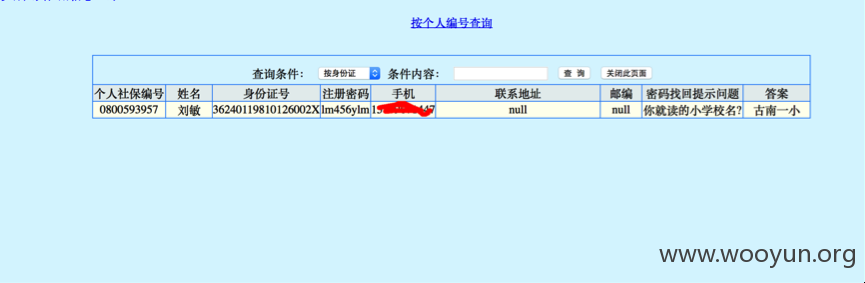 按个人编号查询
查询条件： 按身份证 条件内容： 查 询 关闭此页面
个人社保编号 姓名 身份证号 注册密码 手机 联系地址 邮编 密码找回提示问题 答案
0800593957 刘敏 36240119810126002X lm456ylm null null 你就读的小学校名? 古南一小
www.wooyun.org